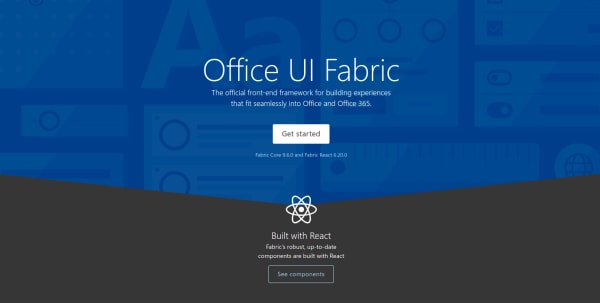 Aa
Office UI Fabric
The official front-end framework for building experiences
that fit seamlessly into Office and Office 365.
Get started
Fabric Core 9.6.0 and Fabric React 6.20.0
Built with React
Fabric's robust, up-to-date
components are built with React
See components